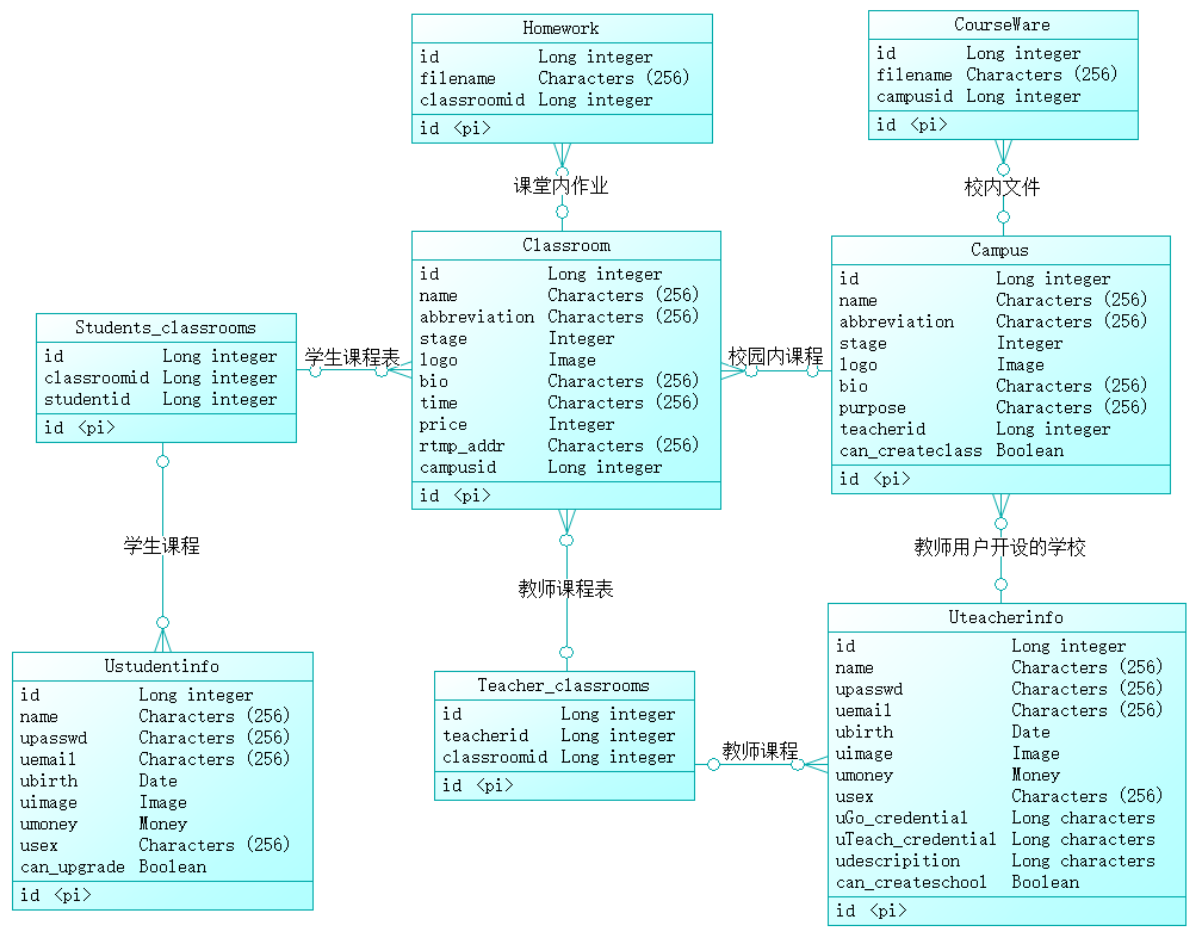 Homework
id Long integer
filename Characters (256)
classroomid Long integer
id <pi>
CourseWare
id Long integer
filename Characters (256)
campusid Long integer
id <pi>
课堂内作业
校内文件
Classroom
id Long integer
name Characters (256)
abbreviation Characters (256)
stage Integer
logo Image
bio Characters (256)
time Characters (256)
price Integer
rtmp_addr Characters (256)
campusid Long integer
id <pi>
Campus
id Long integer
name Characters (256)
abbreviation Characters (256)
stage Integer
logo Image
bio Characters (256)
purpose Characters (256)
teacherid Long integer
can_createclass Boolean
id <pi>
Students_classrooms
id Long integer
classroomid Long integer
studentid Long integer
id <pi>
学生课程表
校园内课程
学生课程
教师课程表
教师用户开设的学校
Ustudentinfo
id Long integer
name Characters (256)
upasswd Characters (256)
uemail Characters (256)
ubirth Date
uimage Image
umoney Money
usex Characters (256)
can_upgrade Boolean
id <pi>
Teacher_classrooms
id Long integer
teacherid Long integer
classroomid Long integer
id <pi>
教师课程
Uteacherinfo
id Long integer
name Characters (256)
upasswd Characters (256)
uemail Characters (256)
ubirth Date
uimage Image
umoney Money
usex Characters (256)
uGo_credential Long characters
uTeach_credential Long characters
udescripition Long characters
can_createschool Boolean
id <pi>